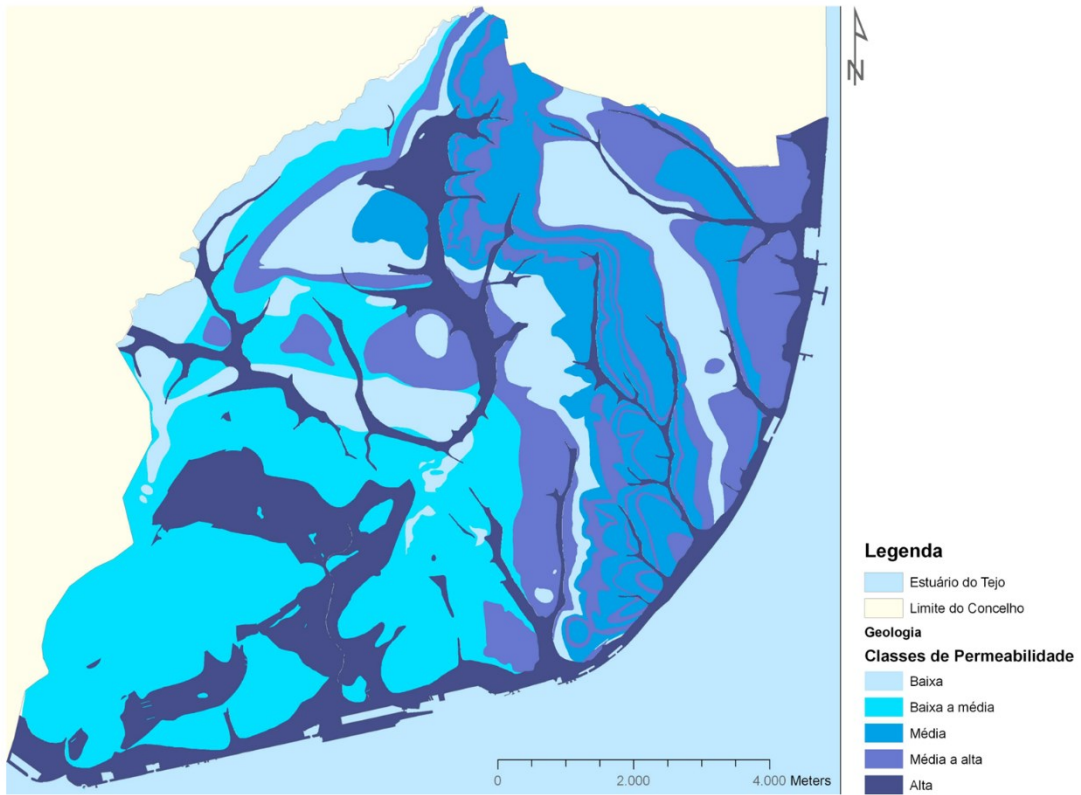 N
Legenda
Estuário do Tejo
Limite do Concelho
Geologia
Classes de Permeabilidade
Baixa
Baixa a média
Média
Média a alta
Alta
0 2.000 4.000 Meters